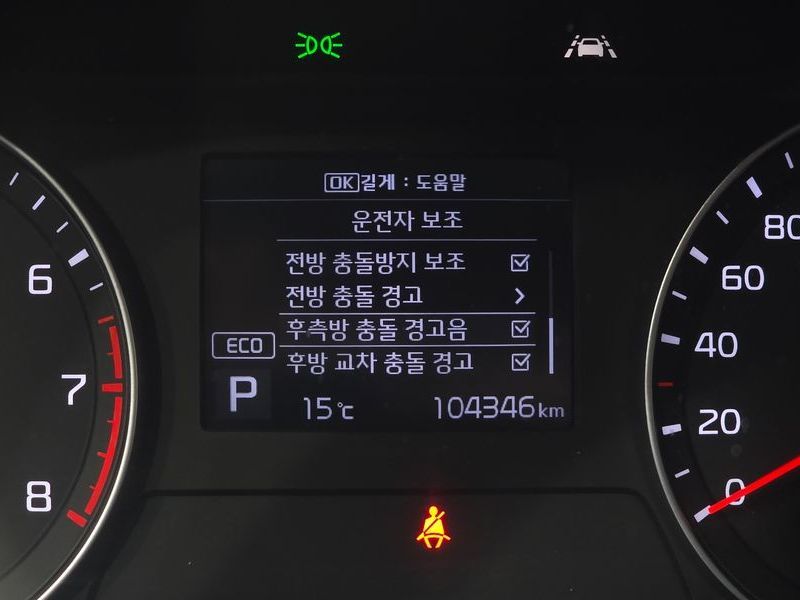 OK길게 : 도움말
운전자 보조
전방 충돌방지 보조
전방 충돌 경고
후측방 충돌 경고음
후방 교차 충돌 경고
ECO
P
15℃ 104346km
6
7
8
80
60
40
20
0